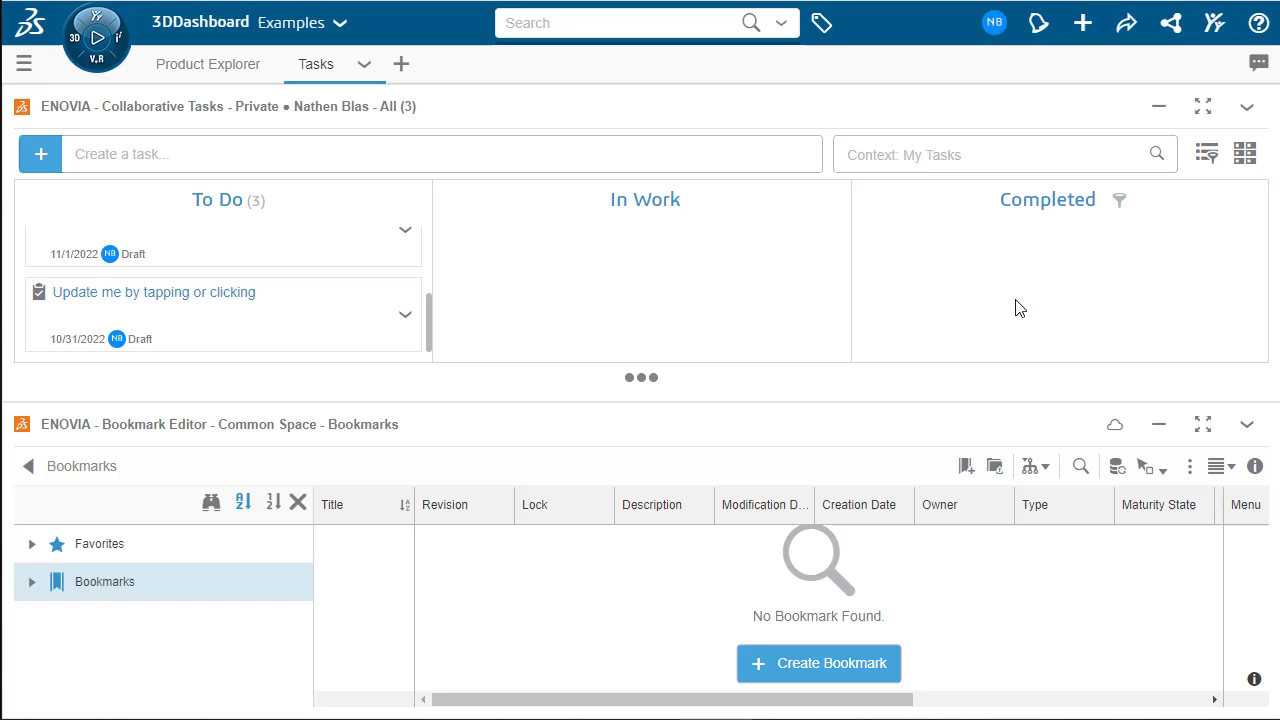 3DDashboard Examples
Search
NB
3D
V.R
Product Explorer
Tasks
ENOVIA - Collaborative Tasks - Private ● Nathen Blas - All (3)
Create a task...
Context: My Tasks
To Do (3)
In Work
Completed
11/1/2022 NB Draft
Update me by tapping or clicking
10/31/2022 NB Draft
ENOVIA - Bookmark Editor - Common Space - Bookmarks
Bookmarks
Title
Revision
Lock
Description
Modification D...
Creation Date
Owner
Type
Maturity State
Menu
Favorites
Bookmarks
No Bookmark Found.
+ Create Bookmark